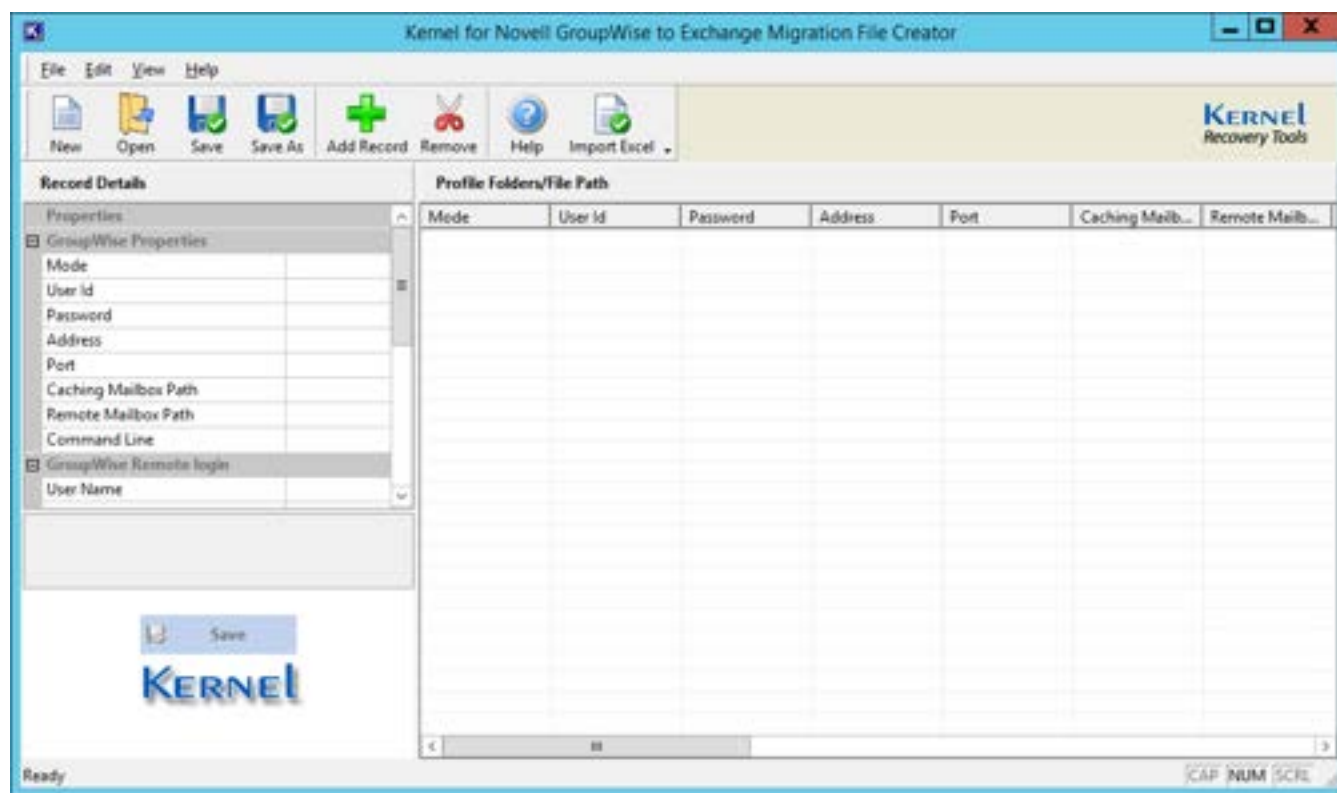 Kernel for Novell GroupWise to Exchange Migration File Creator
File Edit View Help
New Open Save Save As Add Record Remove Help Import Excel
KERNEL
Recovery Tools
Record Details
Profile Folders/File Path
Properties
GroupWise Properties
Mode
User Id
Password
Address
Port
Caching Mailbox Path
Remote Mailbox Path
Command Line
GroupWise Remote login
User Name
Mode User Id Password Address Port Caching Mailb... Remote Mailb...
Save
KERNEL
Ready
CAP NUM SCRL